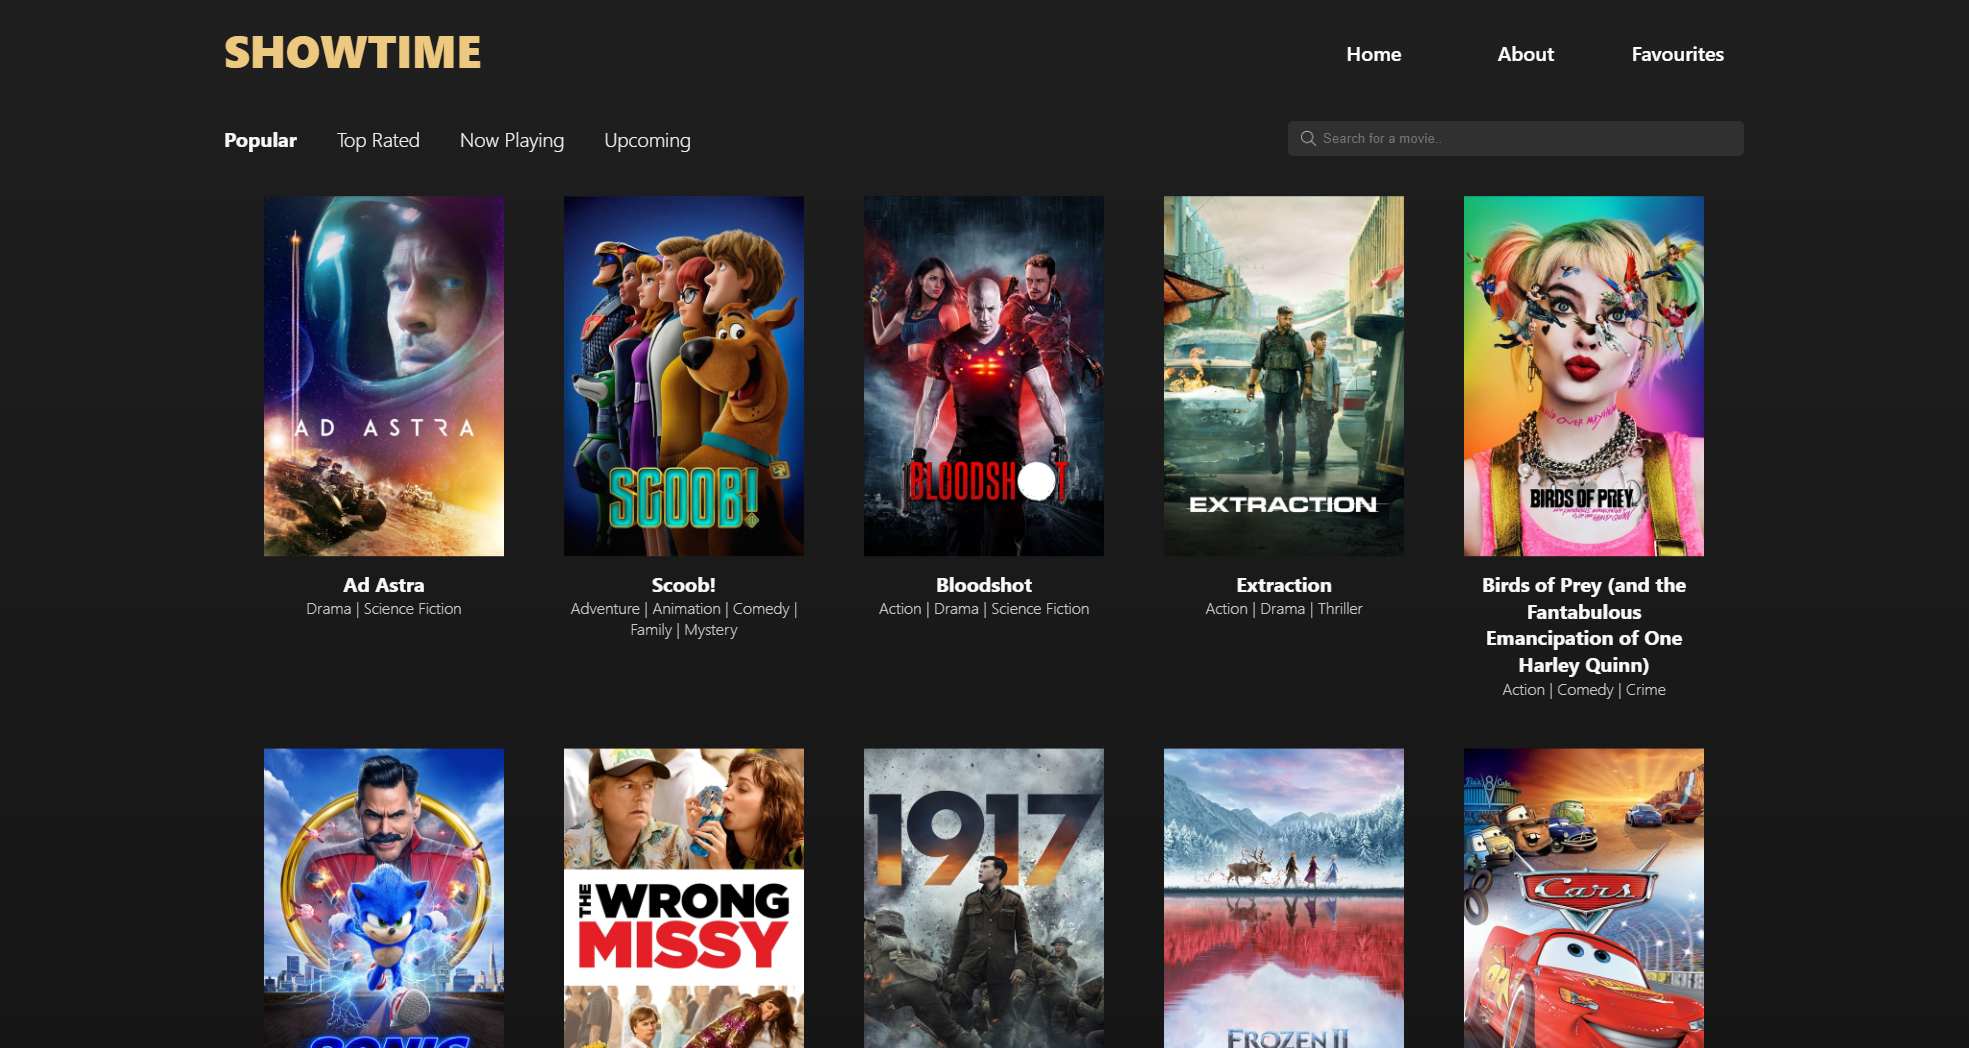 SHOWTIME
Home
About
Favourites
Popular
Top Rated
Now Playing
Upcoming
Search for a movie..
AD ASTRA
SCOOB!
BLOODSHOT
EXTRACTION
OVER MAYHEM
BIRDS OF PREY
Ad Astra
Drama | Science Fiction
Scoob!
Adventure | Animation | Comedy |
Family | Mystery
Bloodshot
Action | Drama | Science Fiction
Extraction
Action | Drama | Thriller
Birds of Prey (and the
Fantabulous
Emancipation of One
Harley Quinn)
Action | Comedy | Crime
SONIC
THE WRONG
MISSY
1917
FROZEN II
Cars